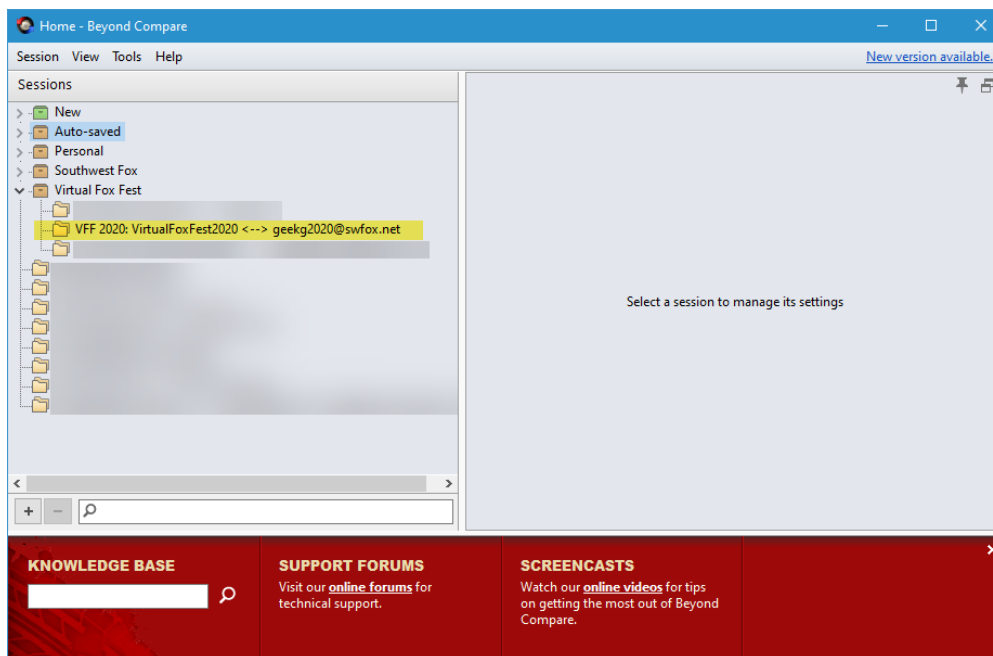 Home - Beyond Compare
Session View Tools Help
New version available.
Sessions
New
Auto-saved
Personal
Southwest Fox
Virtual Fox Fest
VFF 2020: VirtualFoxFest2020 <--> geekg2020@swfox.net
Select a session to manage its settings
KNOWLEDGE BASE
SUPPORT FORUMS
Visit our online forums for
technical support.
SCREENCASTS
Watch our online videos for tips
on getting the most out of Beyond
Compare.